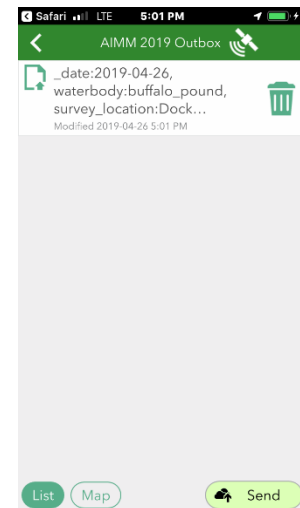 Safari LTE 5:01 PM
AIMM 2019 Outbox
_date:2019-04-26,
waterbody:buffalo_pound,
survey_location:Dock...
Modified 2019-04-26 5:01 PM
List Map Send